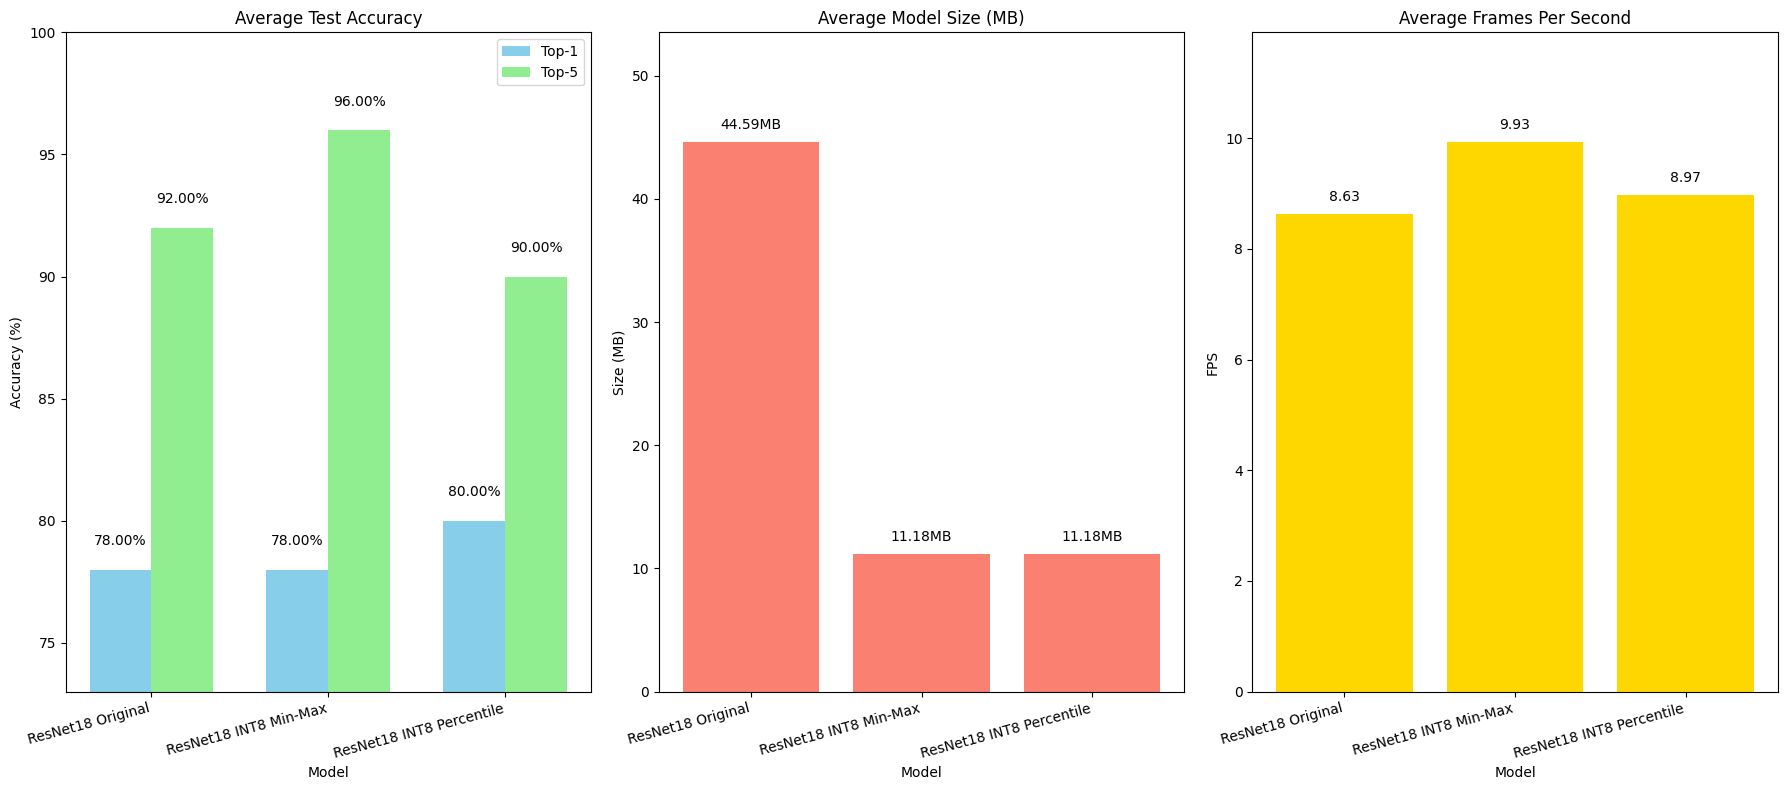 Average Test Accuracy
Accuracy (%)
100
95
90
85
80
75
Top-1
Top-5
78.00%
92.00%
78.00%
96.00%
80.00%
90.00%
ResNet18 Original
ResNet18 INT8 Min-Max
ResNet18 INT8 Percentile
Model
Average Model Size (MB)
Size (MB)
50
40
30
20
10
0
44.59MB
11.18MB
11.18MB
ResNet18 Original
ResNet18 INT8 Min-Max
ResNet18 INT8 Percentile
Model
Average Frames Per Second
FPS
10
8
6
4
2
0
8.63
9.93
8.97
ResNet18 Original
ResNet18 INT8 Min-Max
ResNet18 INT8 Percentile
Model